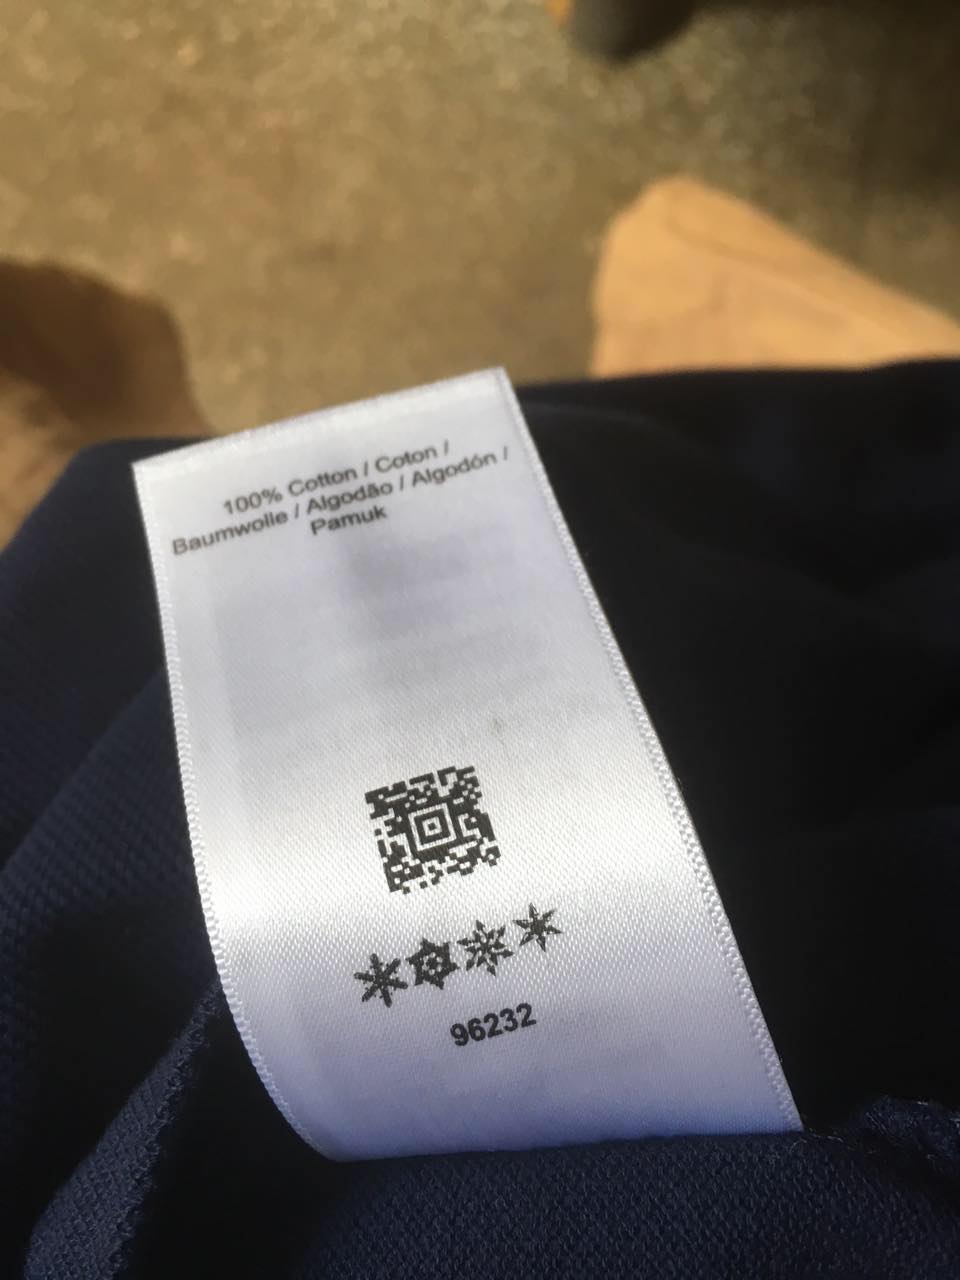 100% Cotton / Coton /
Baumwolle / Algodão / Algodón /
Pamuk
96232